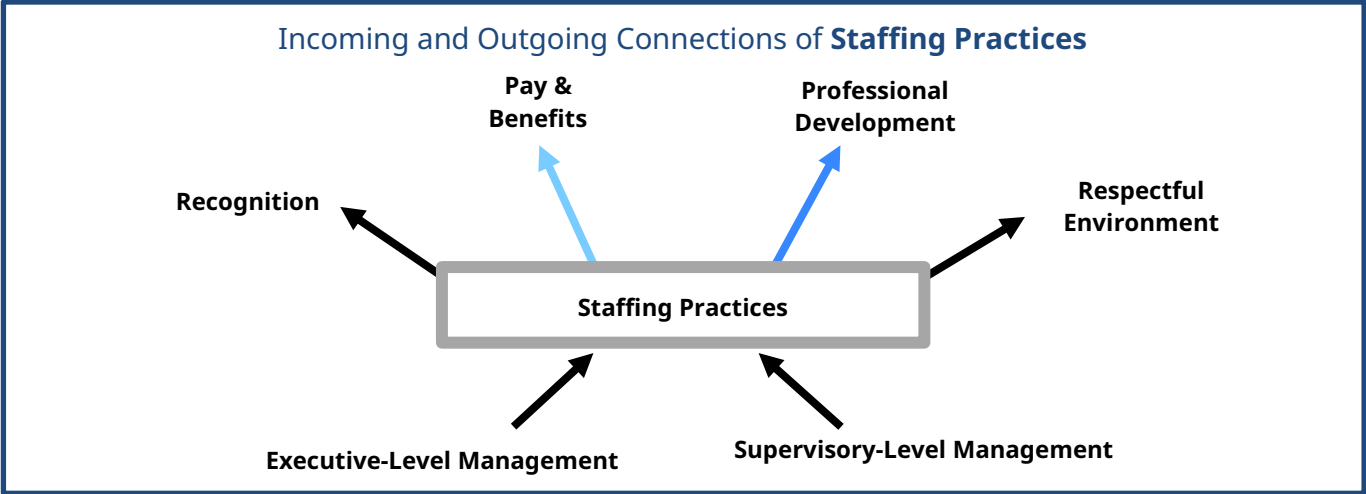 Incoming and Outgoing Connections of Staffing Practices
Pay &
Benefits
Professional
Development
Recognition
Respectful
Environment
Staffing Practices
Executive-Level Management
Supervisory-Level Management